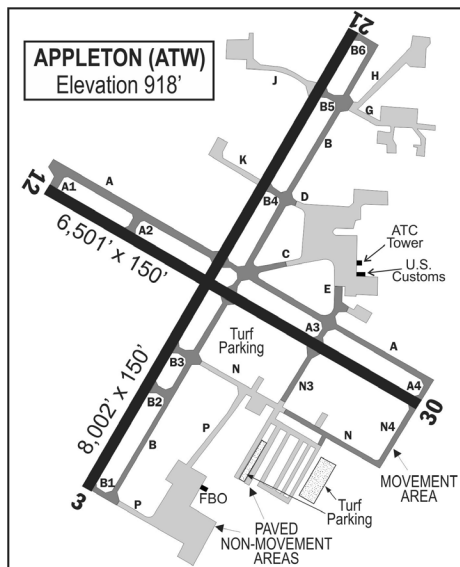 APPLETON (ATW)
Elevation 918’
21
B6
H
J
B5
G
B
K
12
A1
A
B4
D
A2
ATC
Tower
6,501’ x 150’
C
U.S.
Customs
E
A3
Turf
Parking
A
B3
N
N3
A4
30
B2
8,002’ x 150’
P
N4
B
N
MOVEMENT
AREA
B1
3
P
FBO
Turf
Parking
PAVED
NON-MOVEMENT
AREAS